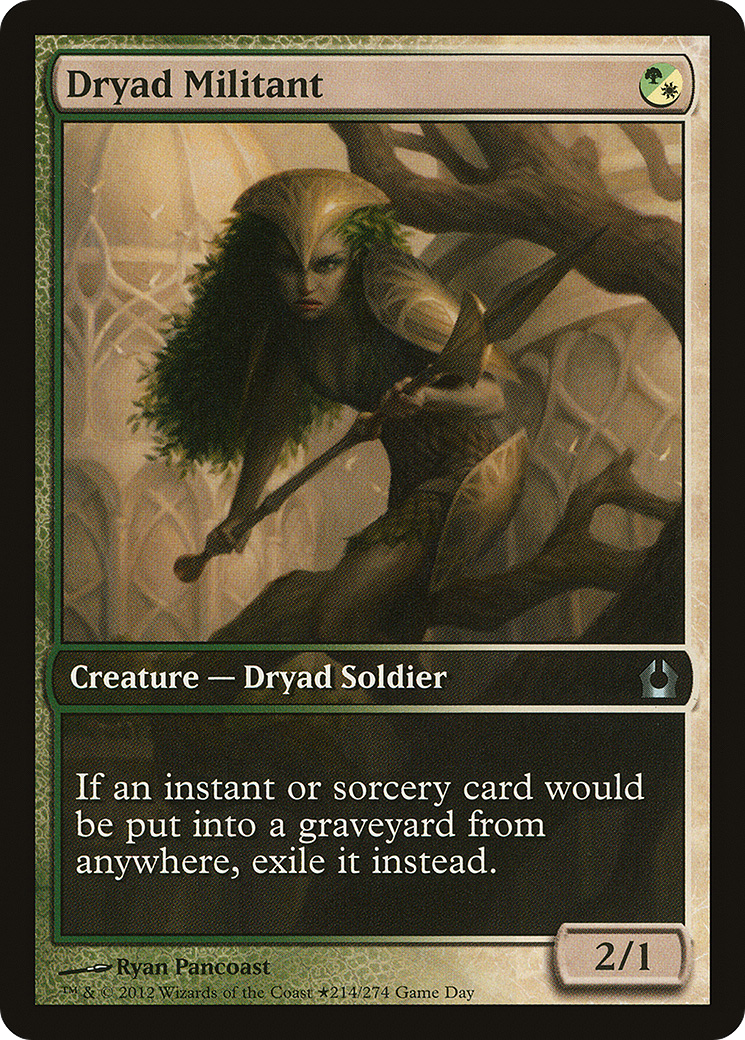 Dryad Militant
Creature — Dryad Soldier
If an instant or sorcery card would
be put into a graveyard from
anywhere, exile it instead.
2/1
Ryan Pancoast
™ & © 2012 Wizards of the Coast ★214/274 Game Day